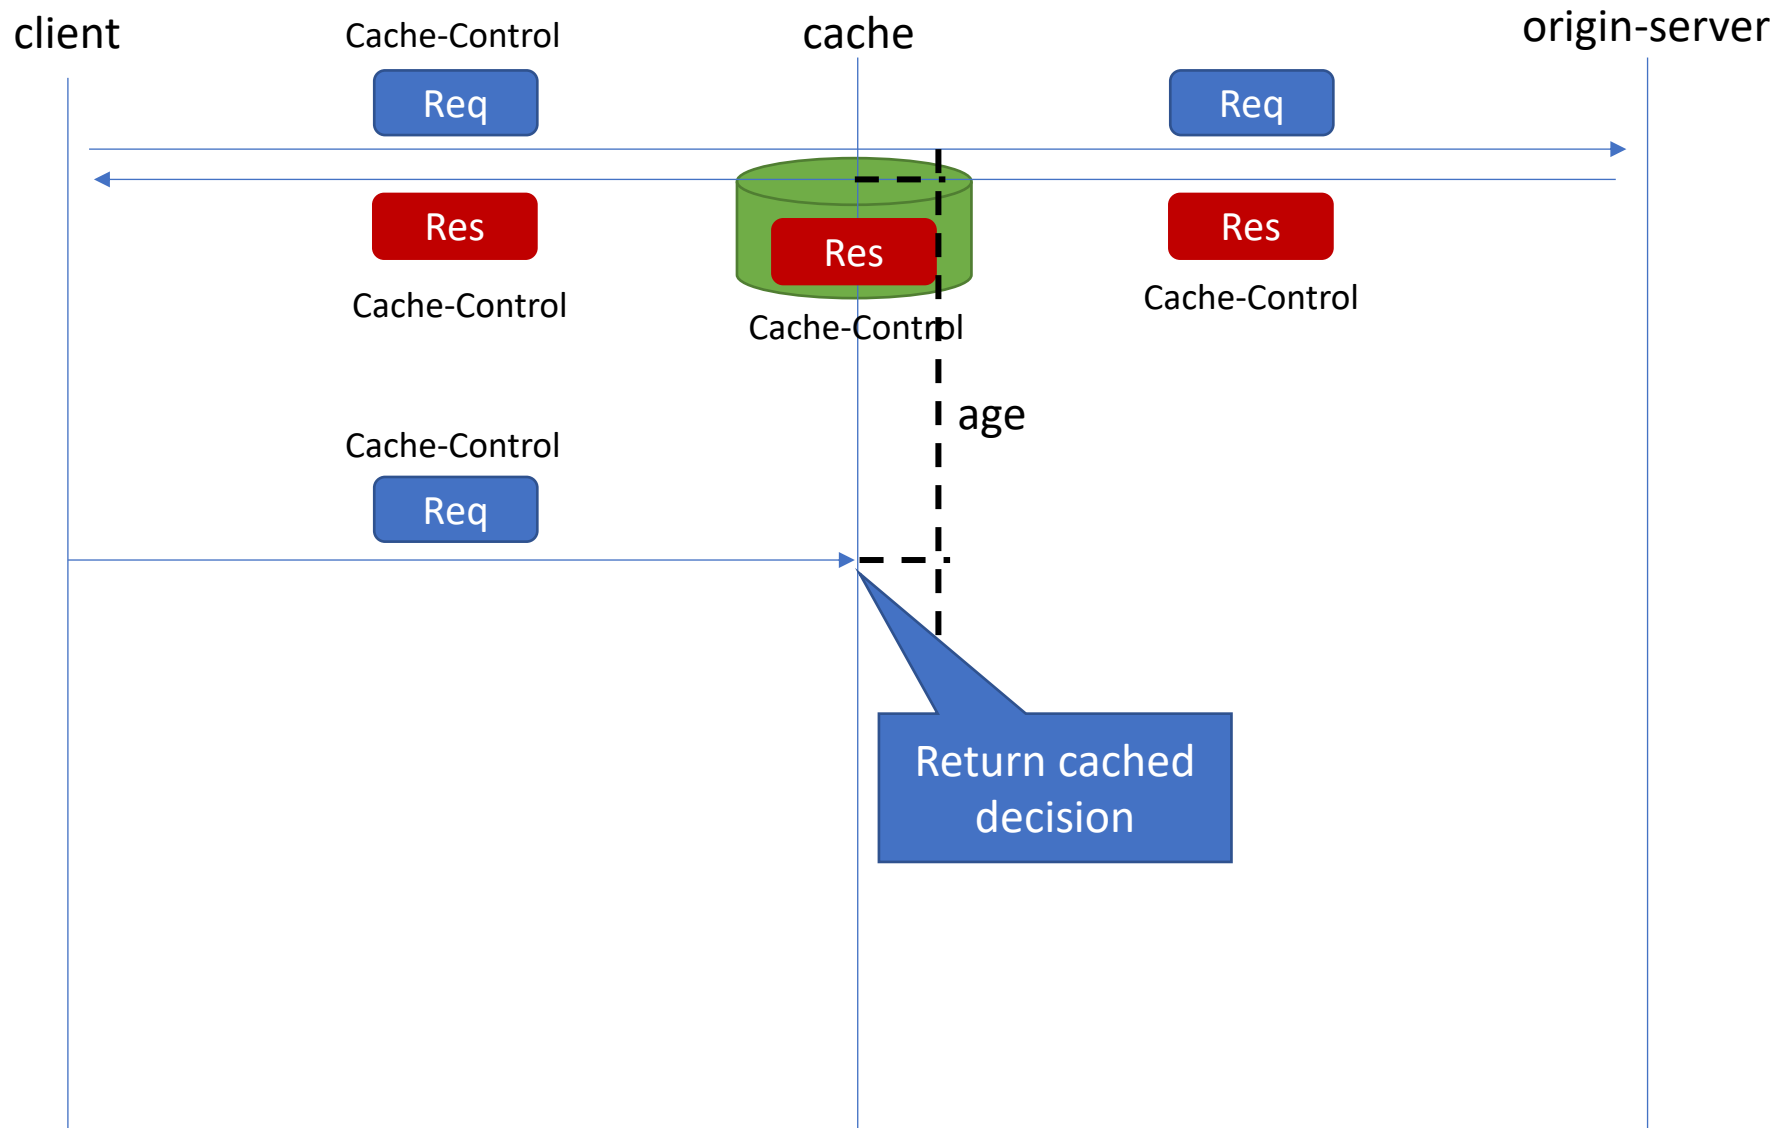 client
Cache-Control
cache
origin-server
Req
Req
Res
Res
Res
Cache-Control
Cache-Control
Cache-Control
age
Cache-Control
Req
Return cached
decision